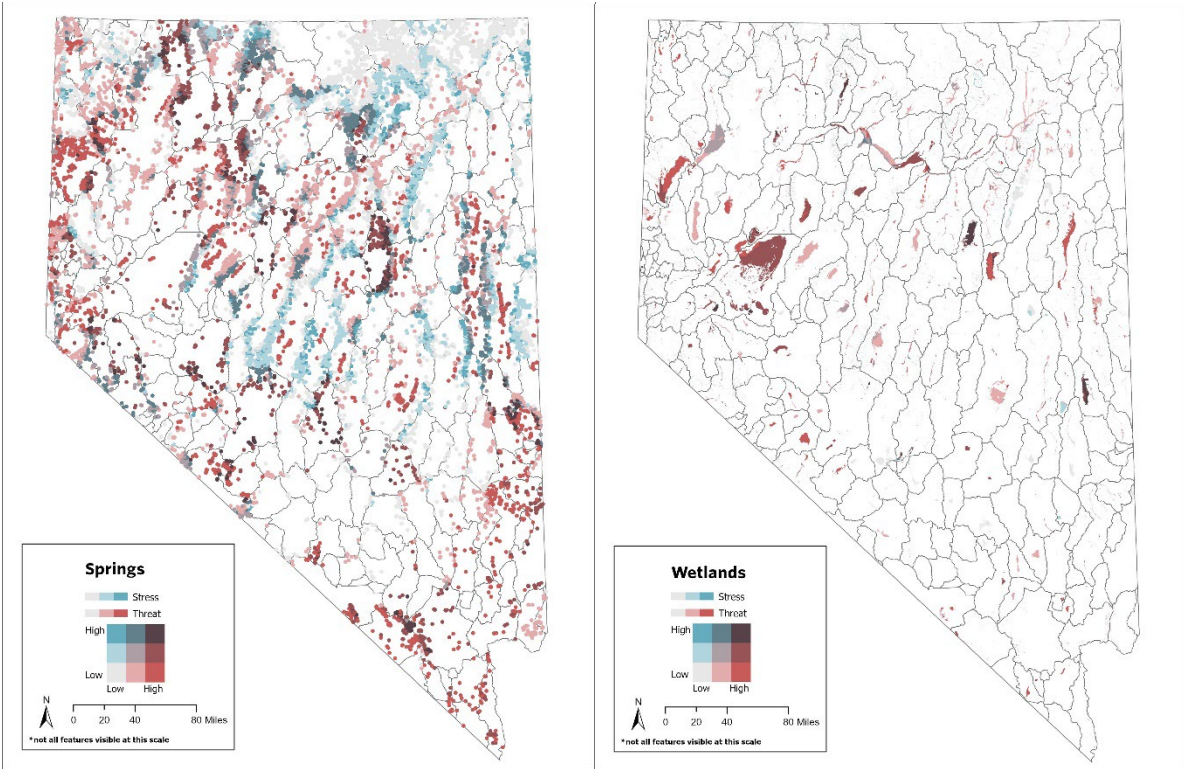 Springs
Stress
Threat
High
Low
Low High
N
0 20 40 80 Miles
*not all features visible at this scale
Wetlands
Stress
Threat
High
Low
Low High
N
0 20 40 80 Miles
*not all features visible at this scale